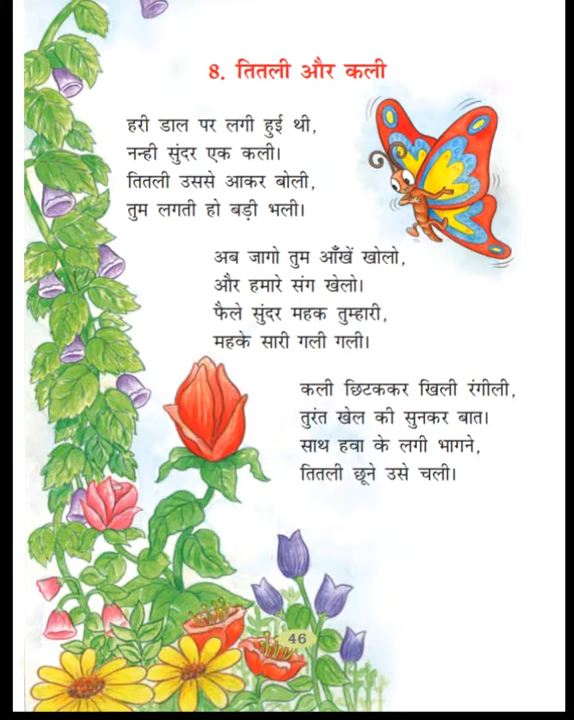 8. तितली और कली
हरी डाल पर लगी हुई थी,
नन्ही सुंदर एक कली।
तितली उससे आकर बोली,
तुम लगती हो बड़ी भली।
अब जागो तुम आँखें खोलो,
और हमारे संग खेलो।
फैले सुंदर महक तुम्हारी,
महके सारी गली गली।
कली छिटककर खिली रंगीली,
तुरंत खेल की सुनकर बात।
साथ हवा के लगी भागने,
तितली छूने उसे चली।
46